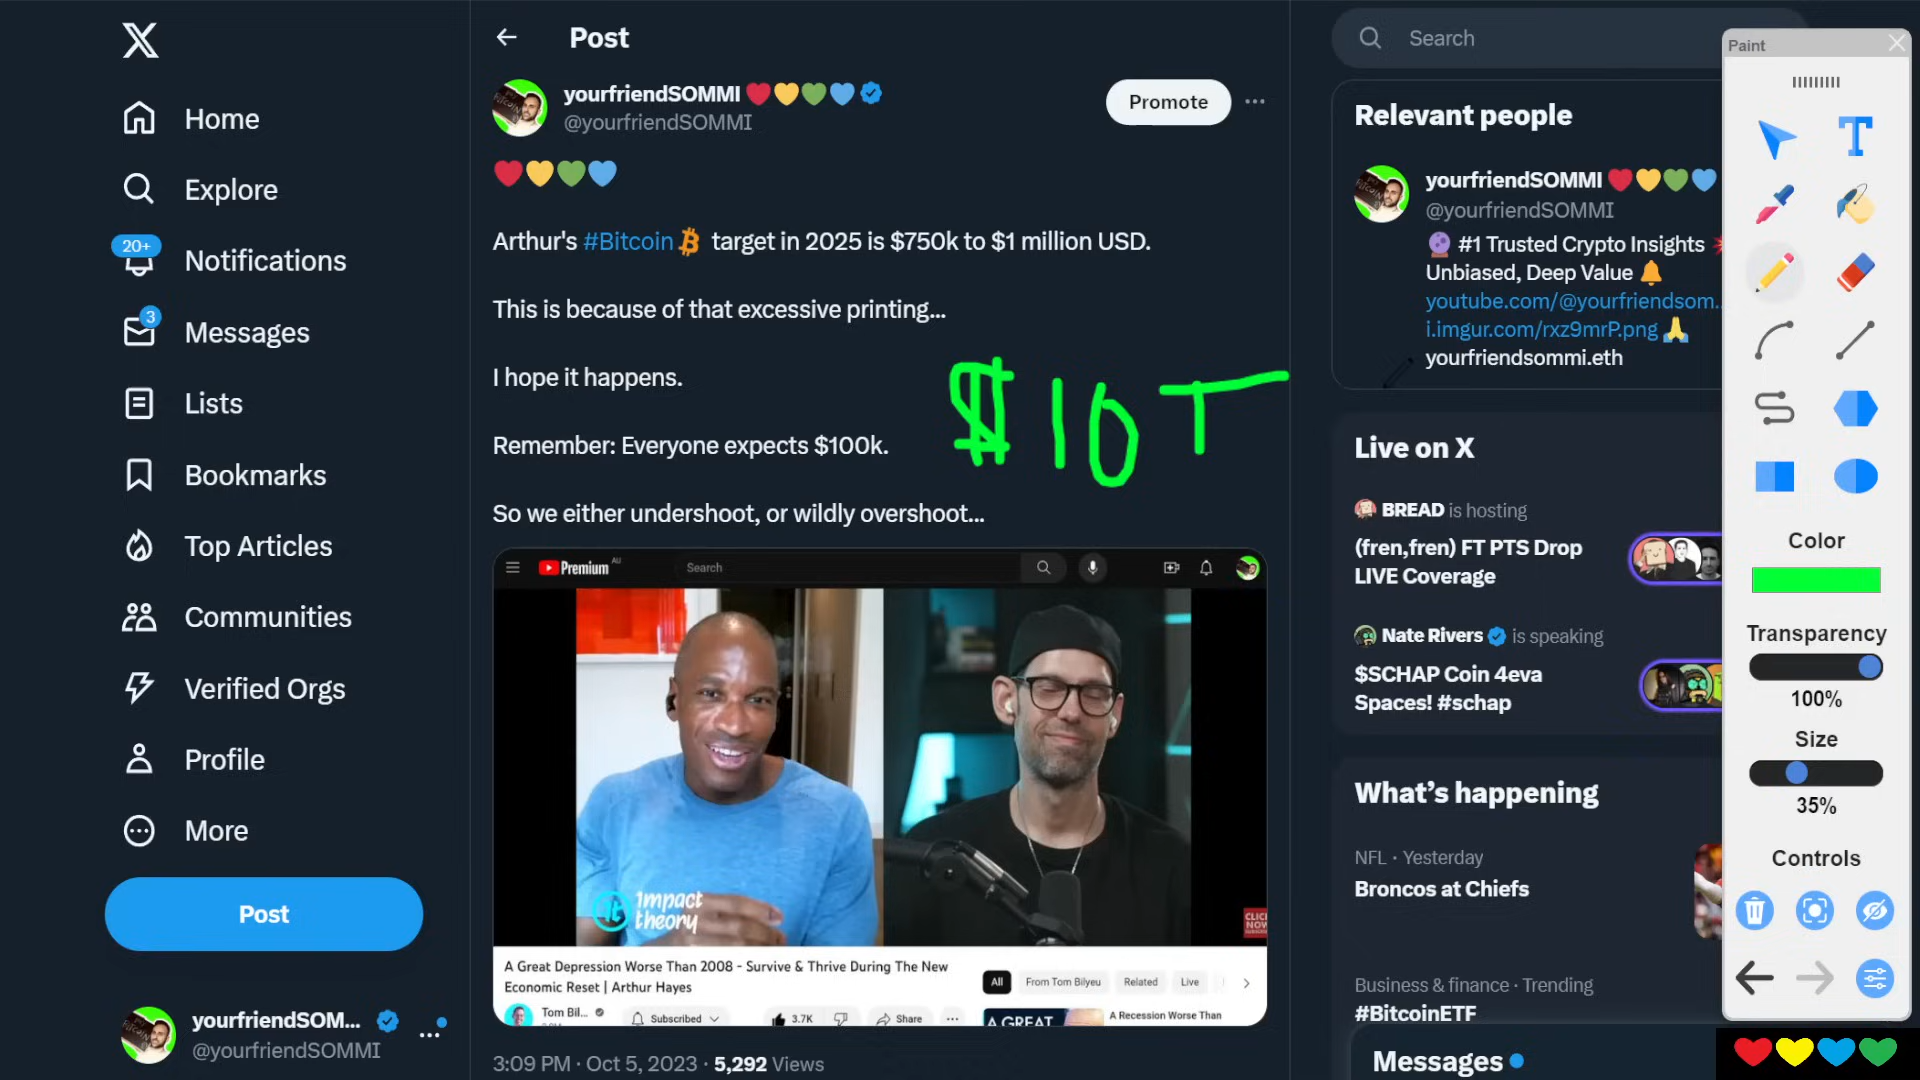 Home
Explore
20+
Notifications
3
Messages
Lists
Bookmarks
Top Articles
Communities
Verified Orgs
Profile
More
Post
yourfriendSOM...
@yourfriendSOMMI
Post
yourfriendSOMMI
@yourfriendSOMMI
Promote
Arthur's #Bitcoin target in 2025 is $750k to $1 million USD.
This is because of that excessive printing...
I hope it happens.
Remember: Everyone expects $100k.
$10T
So we either undershoot, or wildly overshoot...
Premium AU
Search
1mpact
theory
CLICK
NOW
A Great Depression Worse Than 2008 - Survive & Thrive During The New
Economic Reset | Arthur Hayes
All
From Tom Bilyeu
Related
Live
Tom Bil...
Subscribed
3.7K
Share
A GREAT
A Recession Worse Than
3:09 PM · Oct 5, 2023 · 5,292 Views
Search
Relevant people
yourfriendSOMMI
@yourfriendSOMMI
#1 Trusted Crypto Insights
Unbiased, Deep Value
youtube.com/@yourfriendsom...
i.imgur.com/rxz9mrP.png
yourfriendsommi.eth
Live on X
BREAD is hosting
(fren,fren) FT PTS Drop
LIVE Coverage
Nate Rivers is speaking
$SCHAP Coin 4eva
Spaces! #schap
What's happening
NFL · Yesterday
Broncos at Chiefs
Business & finance · Trending
#BitcoinETF
Messages
Paint
Color
Transparency
100%
Size
35%
Controls